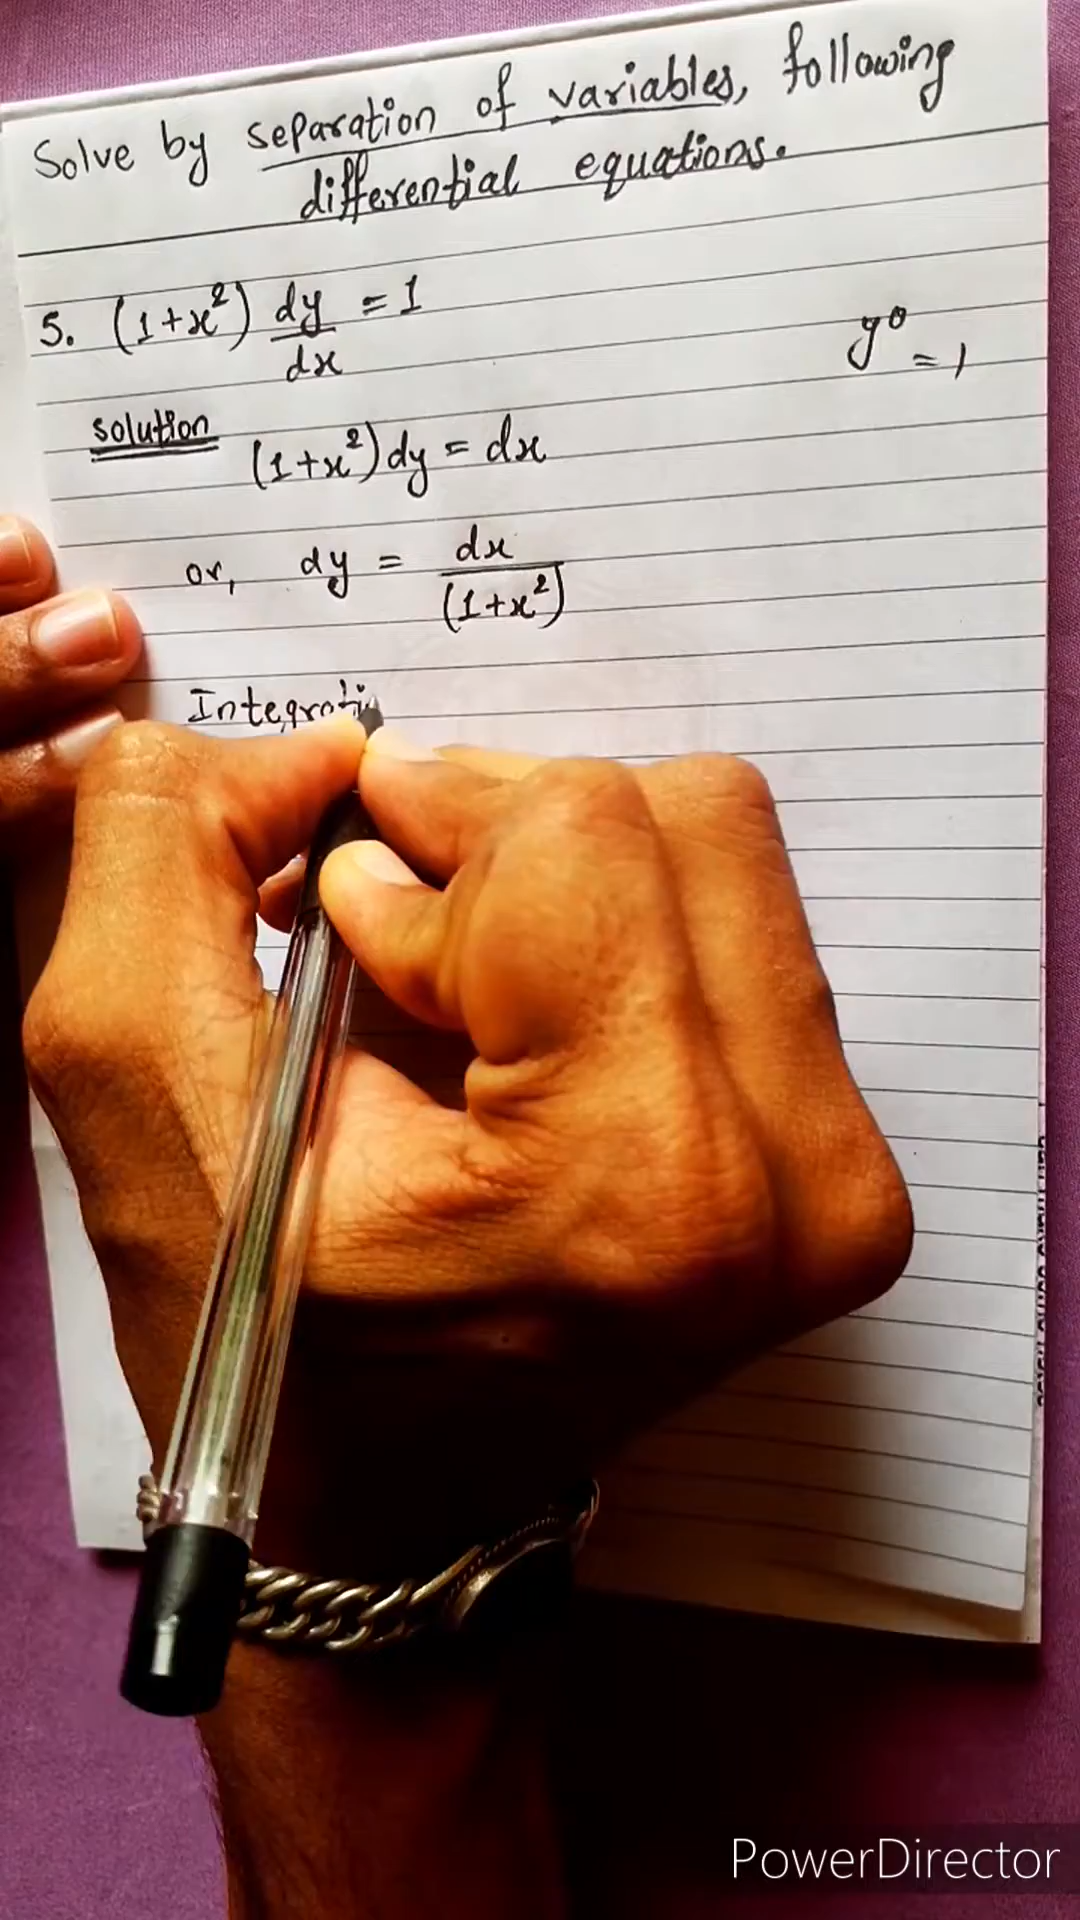 Solve by separation of variables, following
differential equations.
5. (1+x²) dy/dx = 1
y⁰ = 1
solution
(1+x²)dy = dx
or, dy = dx/(1+x²)
Integrati
PowerDirector